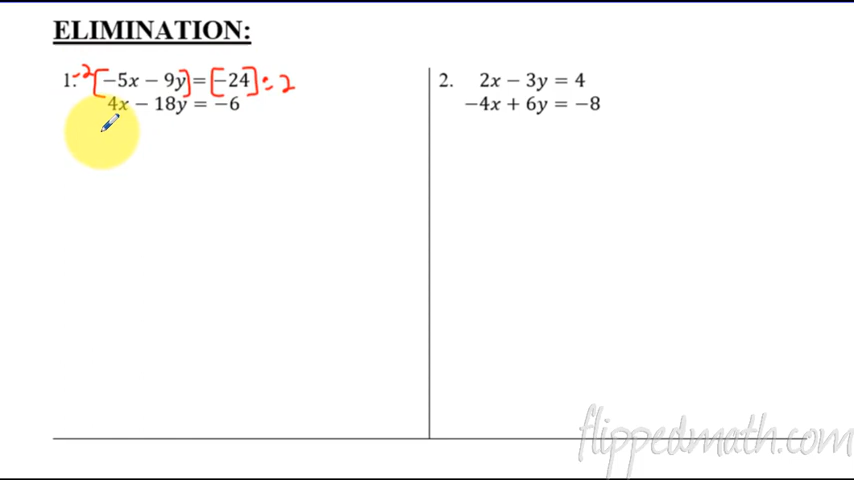 ELIMINATION:
1. -2[−5x − 9y] = [−24]·-2
4x − 18y = −6
2. 2x − 3y = 4
−4x + 6y = −8
flippedmath.com